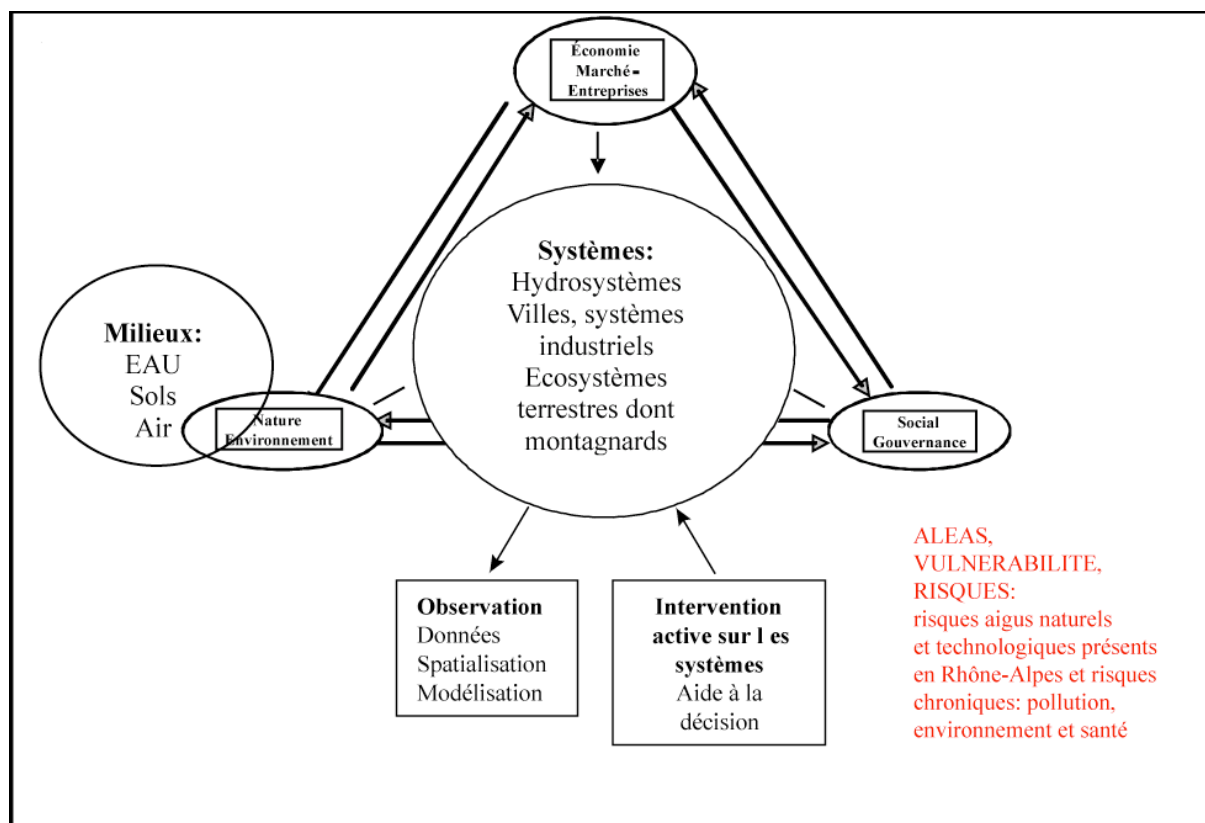 Économie
Marché-
Entreprises
Systèmes:
Hydrosystèmes
Villes, systèmes
industriels
Ecosystèmes
terrestres dont
montagnards
Milieux:
EAU
Sols
Air
Nature
Environnement
Social
Gouvernance
Observation
Données
Spatialisation
Modélisation
Intervention
active sur l es
systèmes
Aide à la
décision
ALEAS,
VULNERABILITE,
RISQUES:
risques aigus naturels
et technologiques présents
en Rhône-Alpes et risques
chroniques: pollution,
environnement et santé